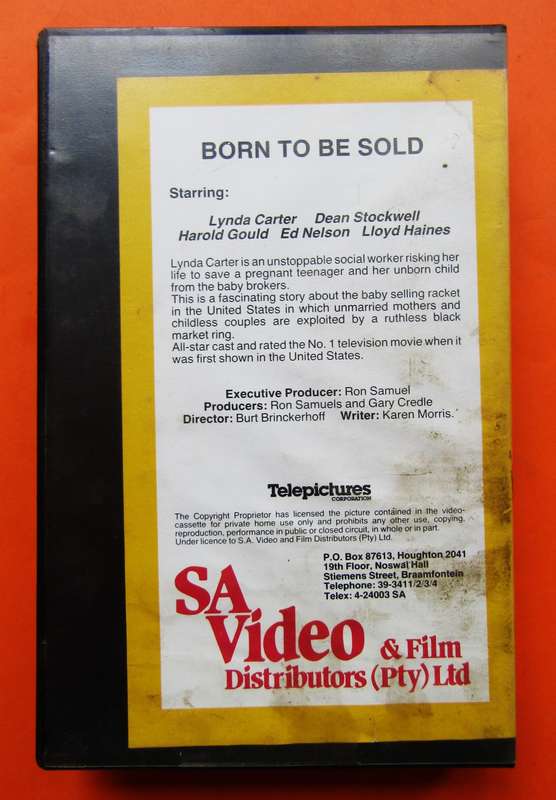 BORN TO BE SOLD
Starring:
Lynda Carter Dean Stockwell
Harold Gould Ed Nelson Lloyd Haines
Lynda Carter is an unstoppable social worker risking her
life to save a pregnant teenager and her unborn child
from the baby brokers.
This is a fascinating story about the baby selling racket
in the United States in which unmarried mothers and
childless couples are exploited by a ruthless black
market ring.
All-star cast and rated the No. 1 television movie when it
was first shown in the United States.
Executive Producer: Ron Samuel
Producers: Ron Samuels and Gary Credle
Director: Burt Brinckerhoff Writer: Karen Morris.
Telepictures
CORPORATION
The Copyright Proprietor has licensed the picture contained in the video-
cassette for private home use only and prohibits any other use, copying,
reproduction, performance in public or closed circuit, in whole or in part.
Under licence to S.A. Video and Film Distributors (Pty) Ltd.
P.O. Box 87613, Houghton 2041
19th Floor, Noswal Hall
Stiemens Street, Braamfontein
Telephone: 39-3411/2/3/4
Telex: 4-24003 SA
SA
Video & Film
Distributors (Pty) Ltd